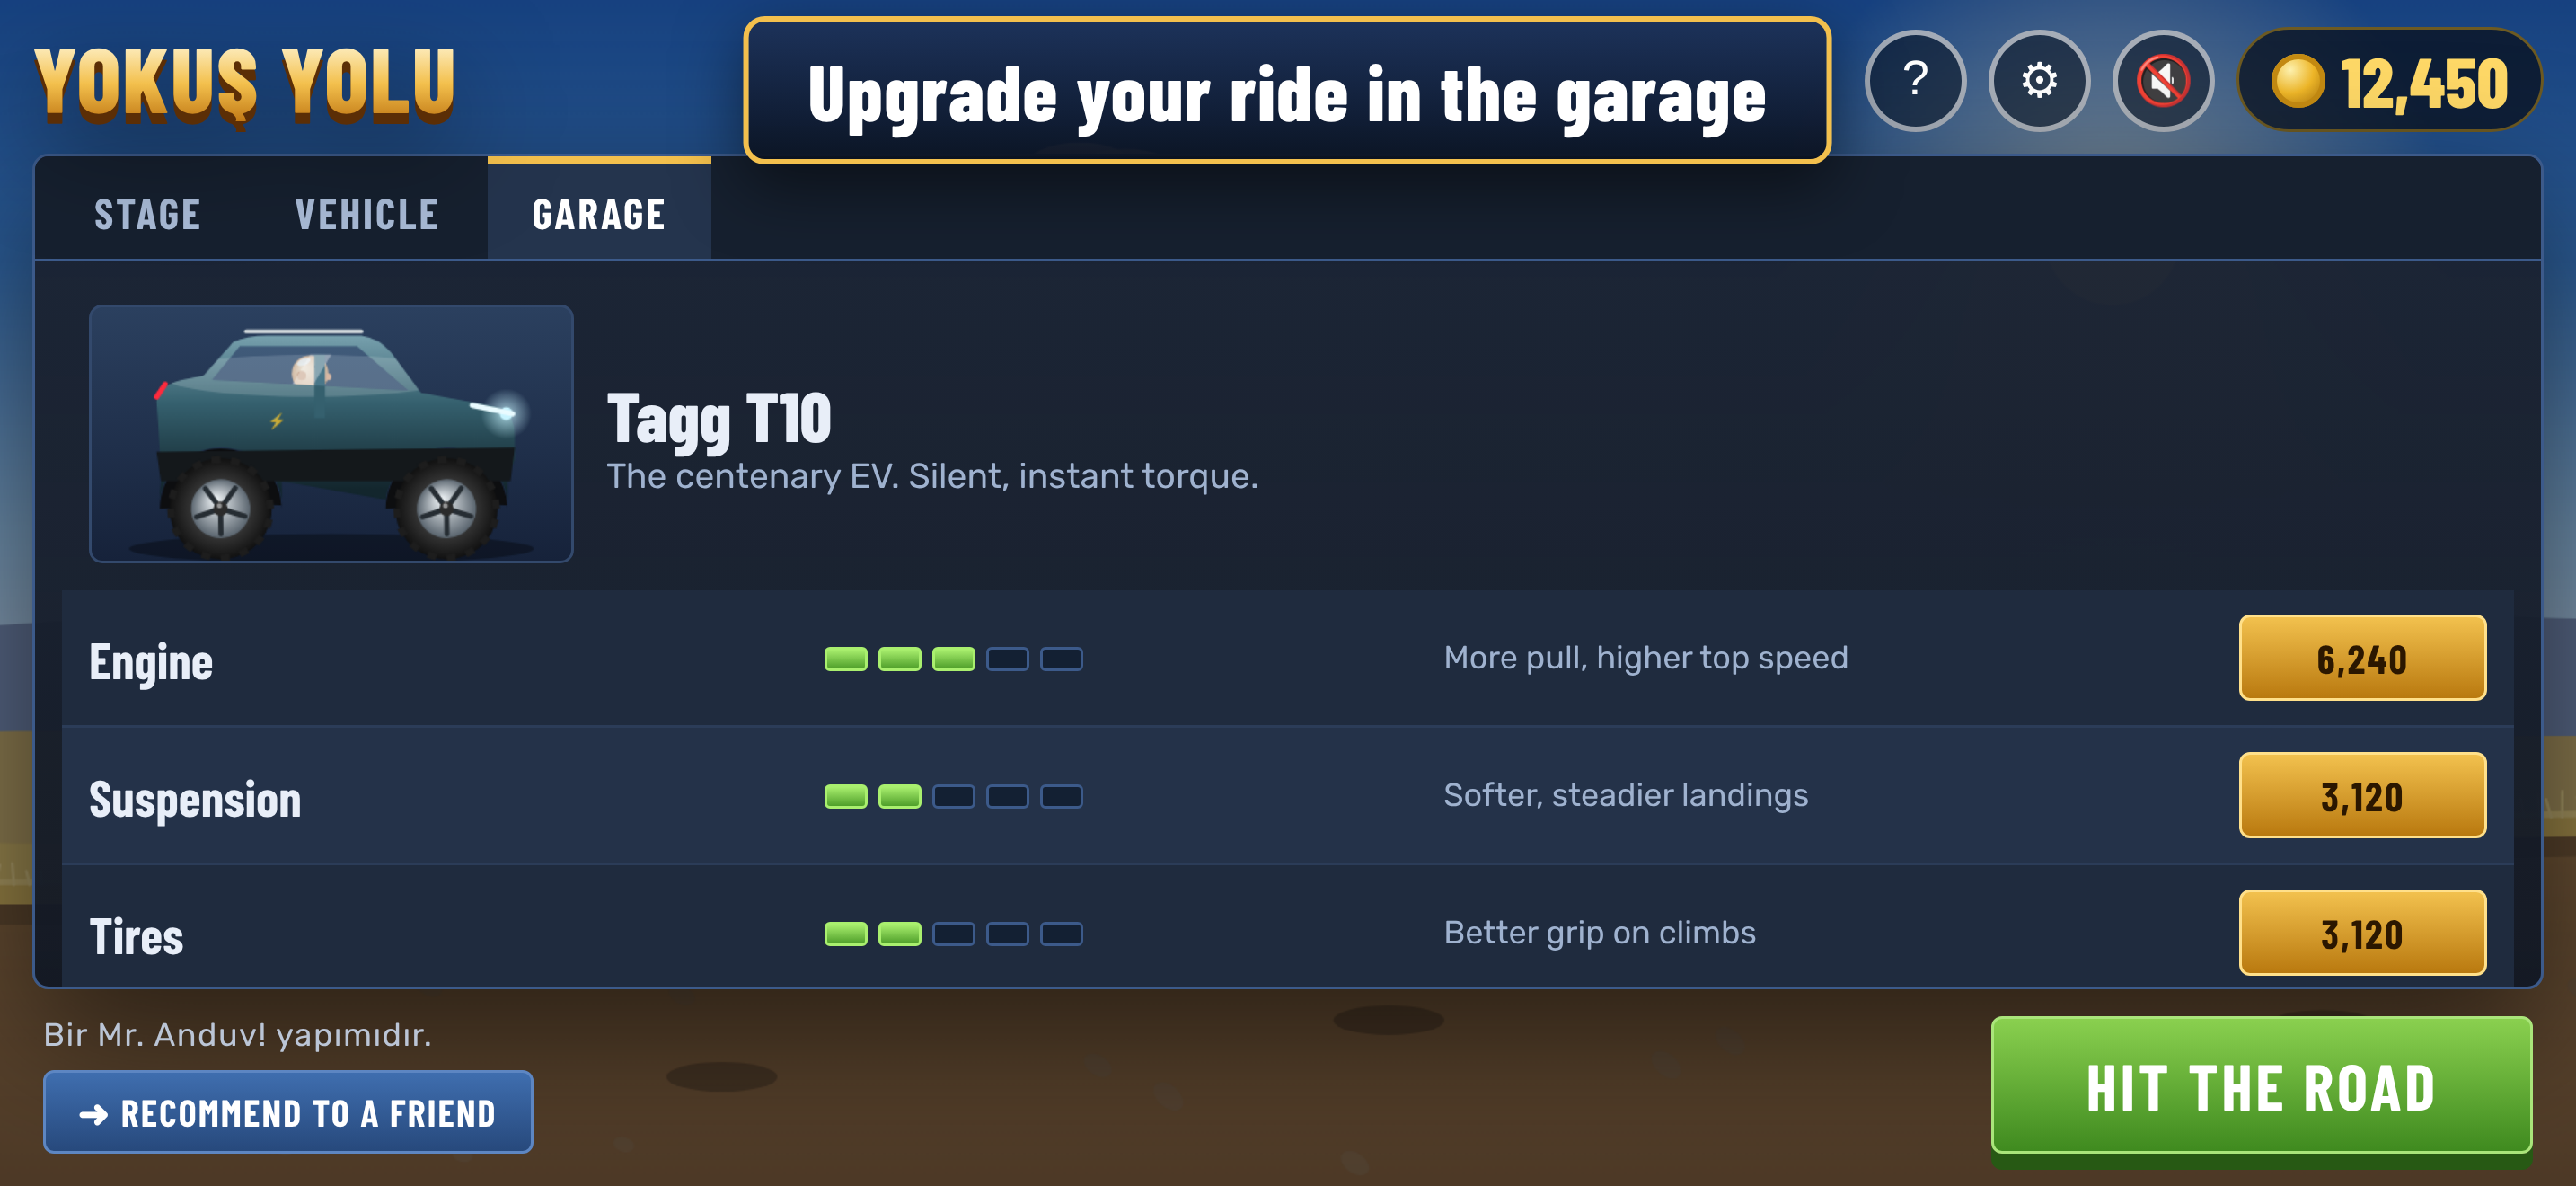 YOKUŞ YOLU
Upgrade your ride in the garage
?
12,450
STAGE
VEHICLE
GARAGE
Tagg T10
The centenary EV. Silent, instant torque.
Engine
More pull, higher top speed
6,240
Suspension
Softer, steadier landings
3,120
Tires
Better grip on climbs
3,120
Bir Mr. Anduv! yapımıdır.
➜ RECOMMEND TO A FRIEND
HIT THE ROAD